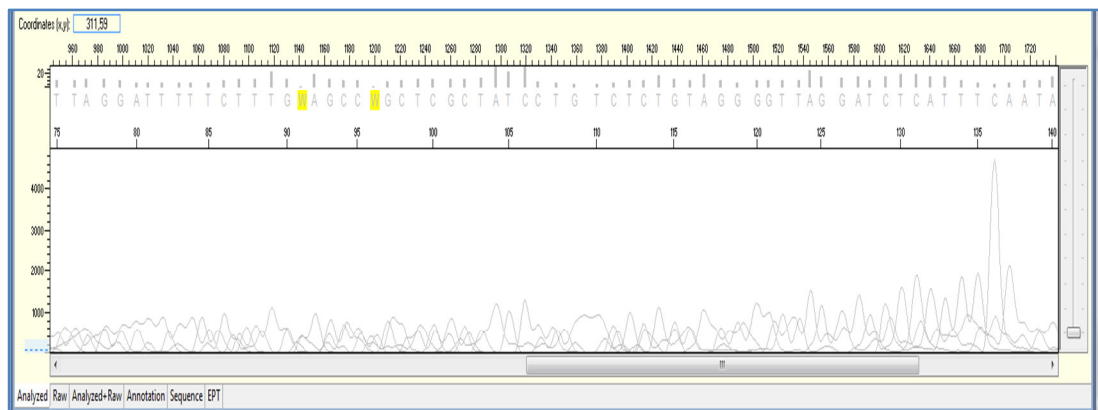 Coordinates (x,y): 311,59
960 980 1000 1020 1040 1060 1080 1100 1120 1140 1160 1180 1200 1220 1240 1260 1280 1300 1320 1340 1360 1380 1400 1420 1440 1460 1480 1500 1520 1540 1560 1580 1600 1620 1640 1660 1680 1700 1720
20
T T A G G A T T T T T C T T T G W A G C C W G C T C G C T A T C C T G T C T C T G T A G G G G G T T A G G A T C T C A T T T C A A T A
75 80 85 90 95 100 105 110 115 120 125 130 135 140
4000
3000
2000
1000
Analyzed Raw Analyzed+Raw Annotation Sequence EPT